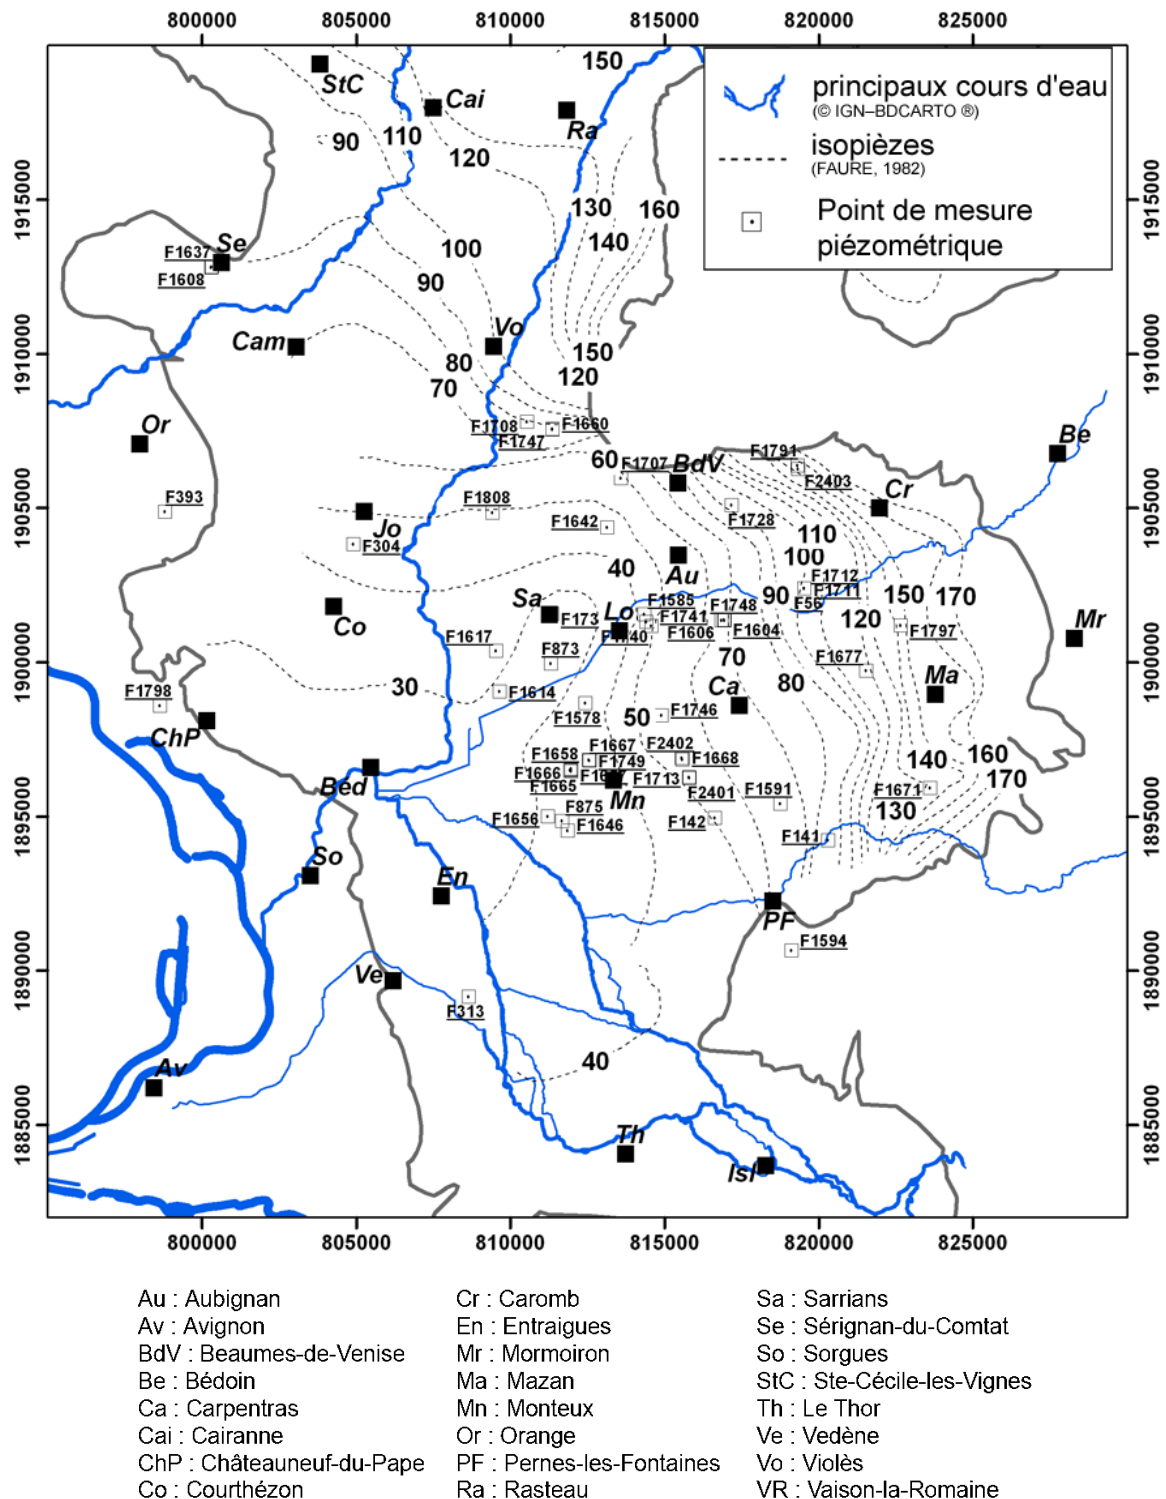 800000 805000 810000 815000 820000 825000
150
StC
Cai
Ra
principaux cours d'eau
(© IGN–BDCARTO ®)
isopièzes
(FAURE, 1982)
Point de mesure
piézométrique
90
110
120
1915000
1915000
130
160
140
F1637
Se
F1608
100
90
Cam
Vo
1910000
1910000
150
80
120
70
Or
F1708
F1660
F1747
Be
60
F1707
BdV
F1791
F2403
Cr
F393
F1808
F1642
F1728
1905000
1905000
Jo
F304
110
100
40
Au
F1712
F1711
F56
90
150
170
Sa
Co
F173
Lo
F1585
F1741
F1748
F1606
F1604
120
F1797
Mr
F1617
F873
70
F1677
1900000
1900000
30
F1614
Ca
80
Ma
F1798
ChP
F1578
50
F1746
F1658
F1667
F1749
F2402
F1668
F1666
F1665
F1713
Mn
F2401
F1591
140
160
170
F1671
130
Béd
F1656
F875
F1646
F142
F141
1895000
1895000
So
En
PF
F1594
1890000
1890000
Ve
F313
40
Av
Th
Isl
1885000
1885000
800000 805000 810000 815000 820000 825000
Au : Aubignan
Av : Avignon
BdV : Beaumes-de-Venise
Be : Bédoin
Ca : Carpentras
Cai : Cairanne
ChP : Châteauneuf-du-Pape
Co : Courthézon
Cr : Caromb
En : Entraigues
Mr : Mormoiron
Ma : Mazan
Mn : Monteux
Or : Orange
PF : Pernes-les-Fontaines
Ra : Rasteau
Sa : Sarrians
Se : Sérignan-du-Comtat
So : Sorgues
StC : Ste-Cécile-les-Vignes
Th : Le Thor
Ve : Vedène
Vo : Violès
VR : Vaison-la-Romaine